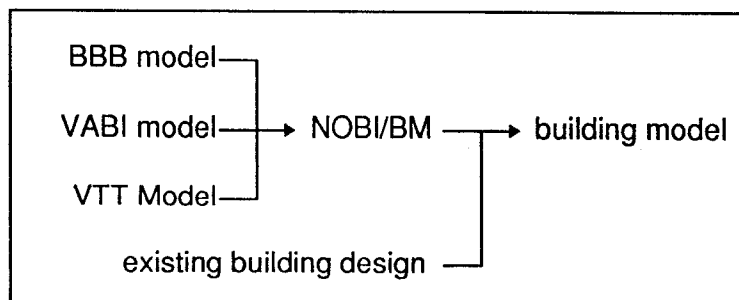 BBB model
VABI model
NOBI/BM
building model
VTT Model
existing building design